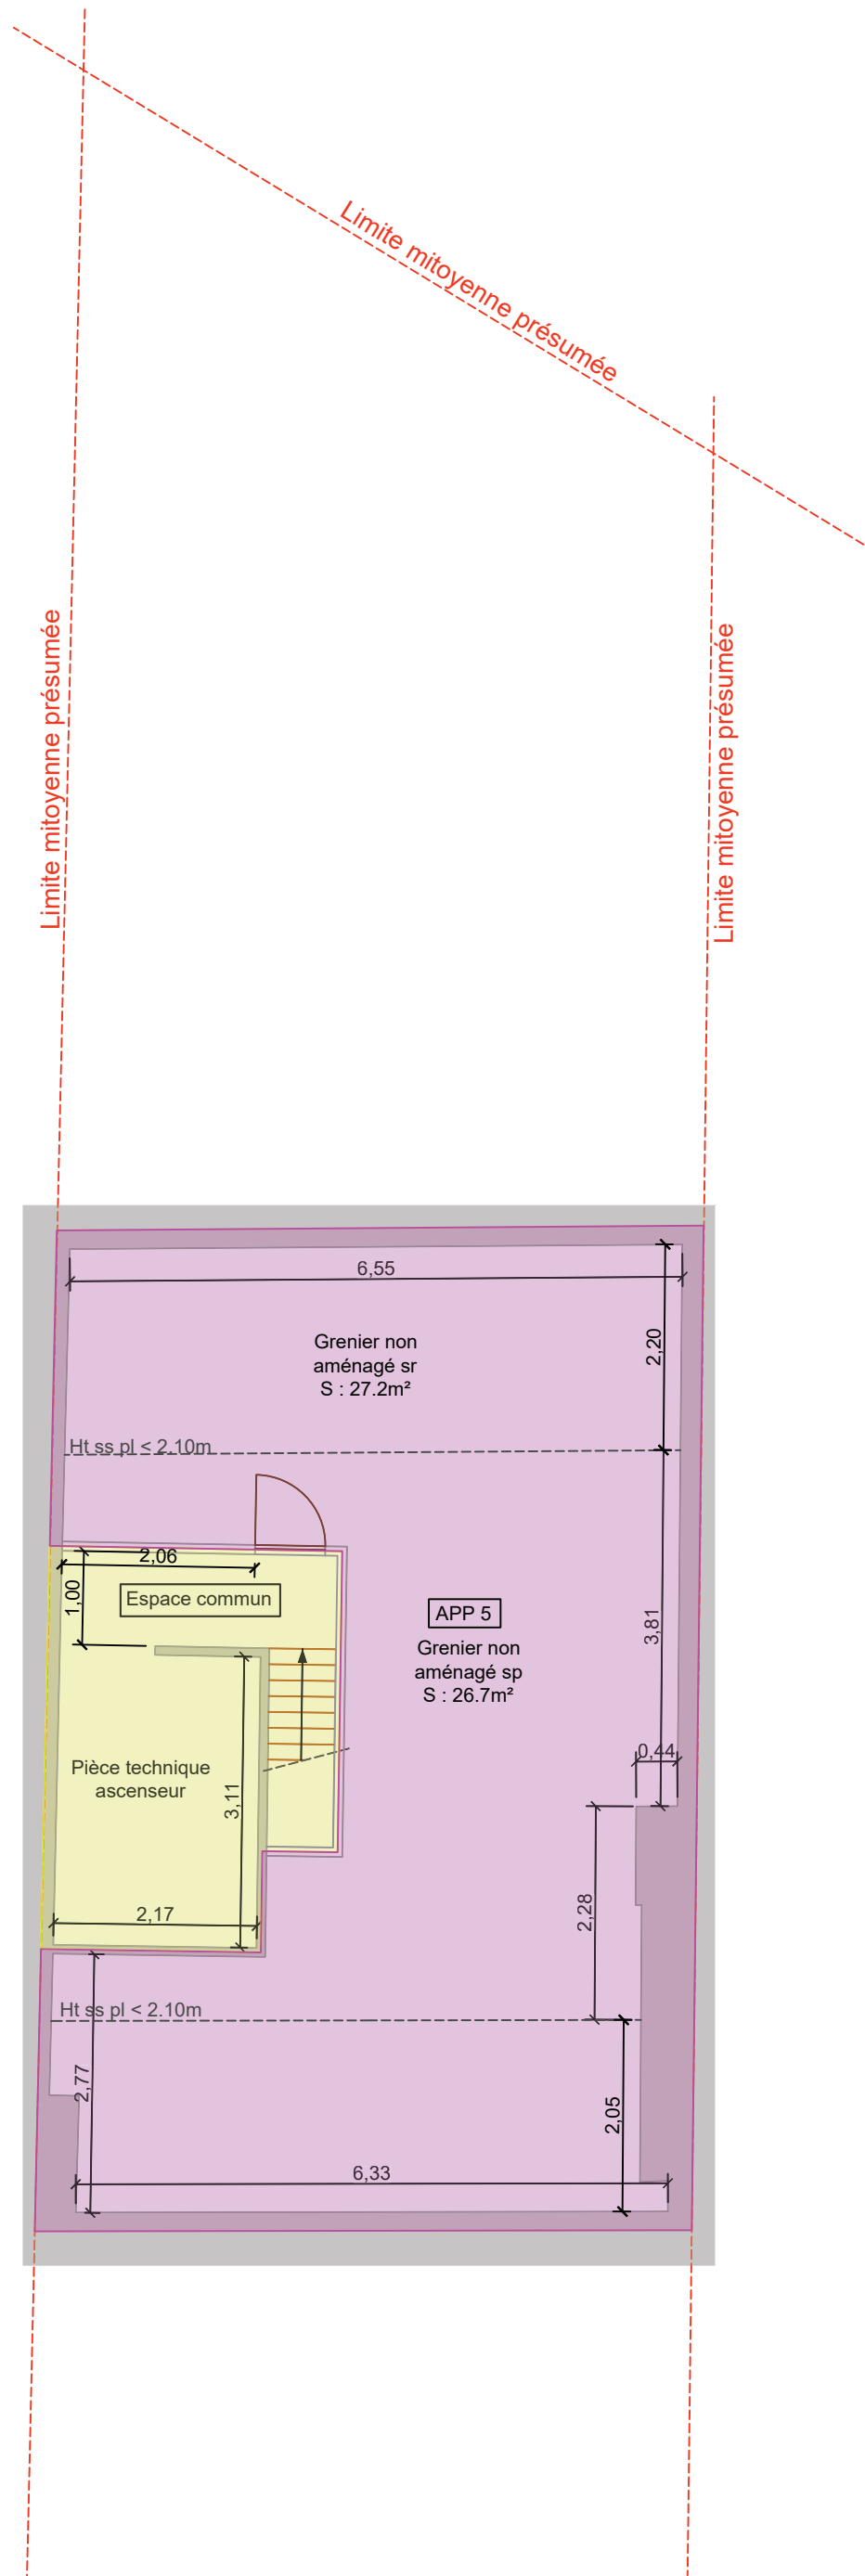 Limite mitoyenne présumée
Limite mitoyenne présumée
Limite mitoyenne présumée
6,55
2,20
Grenier non
aménagé sr
S : 27.2m²
Ht ss pl < 2.10m
2,06
1,00
Espace commun
APP 5
3,81
Grenier non
aménagé sp
S : 26.7m²
0,44
Pièce technique
ascenseur
3,11
2,17
2,28
Ht ss pl < 2.10m
2,77
2,05
6,33